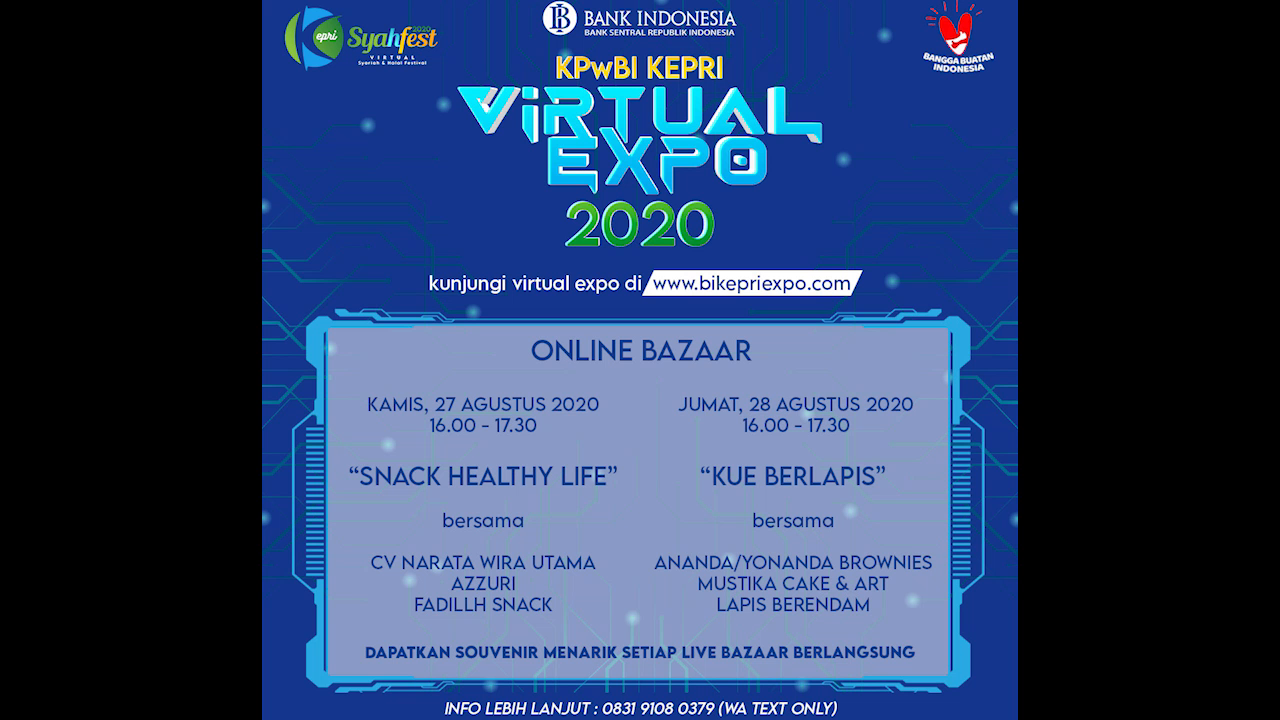 Kepri Syahfest 2020
VIRTUAL
Syariah & Halal Festival
BANK INDONESIA
BANK SENTRAL REPUBLIK INDONESIA
BANGGA BUATAN
INDONESIA
KPwBI KEPRI
ViRTUAL
EXPO
2020
kunjungi virtual expo di www.bikepriexpo.com
ONLINE BAZAAR
KAMIS, 27 AGUSTUS 2020
16.00 - 17.30
"SNACK HEALTHY LIFE"
bersama
CV NARATA WIRA UTAMA
AZZURI
FADILLH SNACK
JUMAT, 28 AGUSTUS 2020
16.00 - 17.30
"KUE BERLAPIS"
bersama
ANANDA/YONANDA BROWNIES
MUSTIKA CAKE & ART
LAPIS BERENDAM
DAPATKAN SOUVENIR MENARIK SETIAP LIVE BAZAAR BERLANGSUNG
INFO LEBIH LANJUT : 0831 9108 0379 (WA TEXT ONLY)